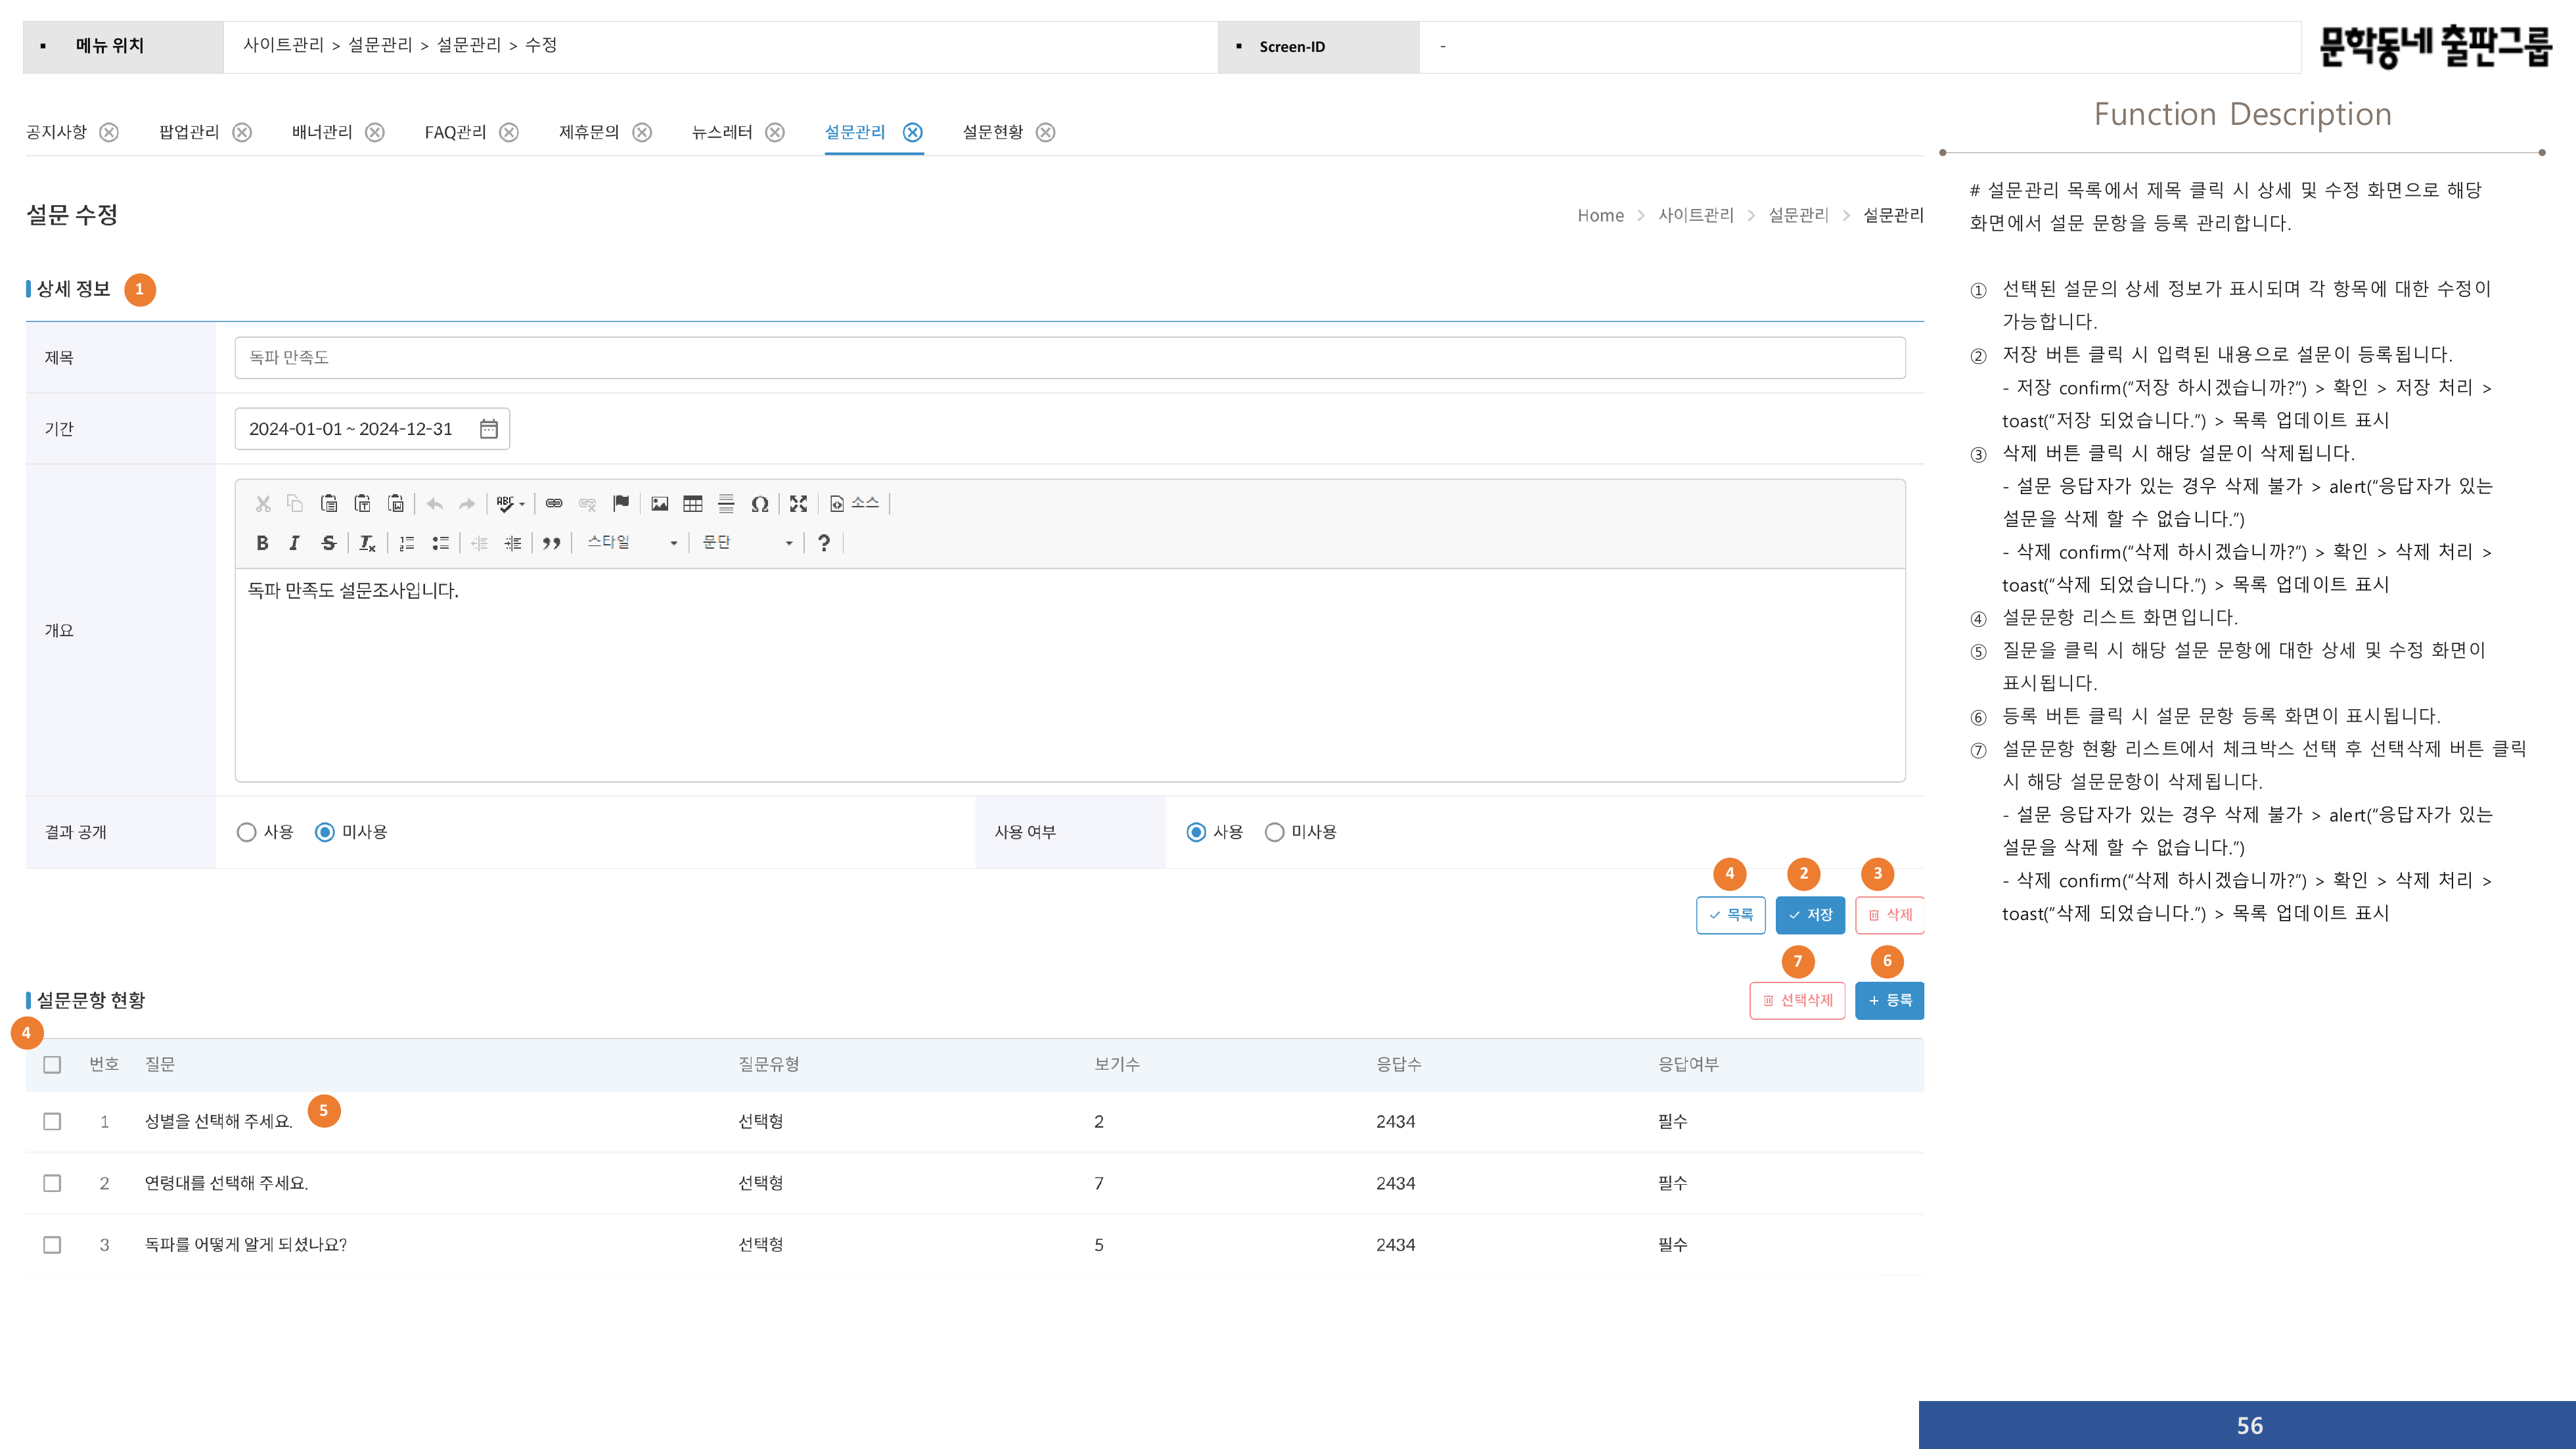 ▪ 메뉴 위치
사이트관리 > 설문관리 > 설문관리 > 수정
▪ Screen-ID
-
문학동네 출판그룹
공지사항
팝업관리
배너관리
FAQ관리
제휴문의
뉴스레터
설문관리
설문현황
설문 수정
Home > 사이트관리 > 설문관리 > 설문관리
상세 정보 1
제목
독파 만족도
기간
2024-01-01 ~ 2024-12-31
개요
ABC
소스
B I S Ix
스타일
문단
?
독파 만족도 설문조사입니다.
결과 공개
사용 미사용
사용 여부
사용 미사용
4 2 3
목록 저장 삭제
7 6
설문문항 현황
선택삭제 + 등록
4
번호 질문 질문유형 보기수 응답수 응답여부
1 성별을 선택해 주세요. 5 선택형 2 2434 필수
2 연령대를 선택해 주세요. 선택형 7 2434 필수
3 독파를 어떻게 알게 되셨나요? 선택형 5 2434 필수
Function Description
# 설문관리 목록에서 제목 클릭 시 상세 및 수정 화면으로 해당
화면에서 설문 문항을 등록 관리합니다.
① 선택된 설문의 상세 정보가 표시되며 각 항목에 대한 수정이
가능합니다.
② 저장 버튼 클릭 시 입력된 내용으로 설문이 등록됩니다.
- 저장 confirm(“저장 하시겠습니까?”) > 확인 > 저장 처리 >
toast(“저장 되었습니다.”) > 목록 업데이트 표시
③ 삭제 버튼 클릭 시 해당 설문이 삭제됩니다.
- 설문 응답자가 있는 경우 삭제 불가 > alert(“응답자가 있는
설문을 삭제 할 수 없습니다.”)
- 삭제 confirm(“삭제 하시겠습니까?”) > 확인 > 삭제 처리 >
toast(“삭제 되었습니다.”) > 목록 업데이트 표시
④ 설문문항 리스트 화면입니다.
⑤ 질문을 클릭 시 해당 설문 문항에 대한 상세 및 수정 화면이
표시됩니다.
⑥ 등록 버튼 클릭 시 설문 문항 등록 화면이 표시됩니다.
⑦ 설문문항 현황 리스트에서 체크박스 선택 후 선택삭제 버튼 클릭
시 해당 설문문항이 삭제됩니다.
- 설문 응답자가 있는 경우 삭제 불가 > alert(“응답자가 있는
설문을 삭제 할 수 없습니다.”)
- 삭제 confirm(“삭제 하시겠습니까?”) > 확인 > 삭제 처리 >
toast(“삭제 되었습니다.”) > 목록 업데이트 표시
56